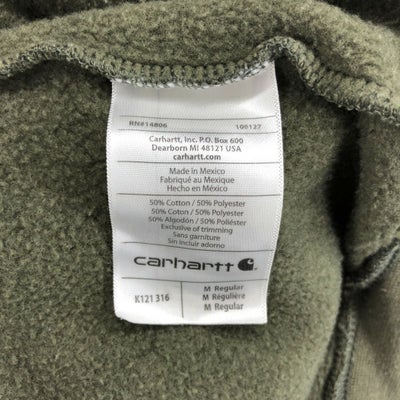 RN#14806 100127
Carhartt, Inc. P.O. Box 600
Dearborn MI 48121 USA
carhartt.com
Made in Mexico
Fabriqué au Mexique
Hecho en México
50% Cotton / 50% Polyester
50% Coton / 50% Polyester
50% Algodón / 50% Poliéster
Exclusive of trimming
Sans garniture
Sin incluir adorno
carhartt
K121 316
M Regular
M Régulière
M Regular